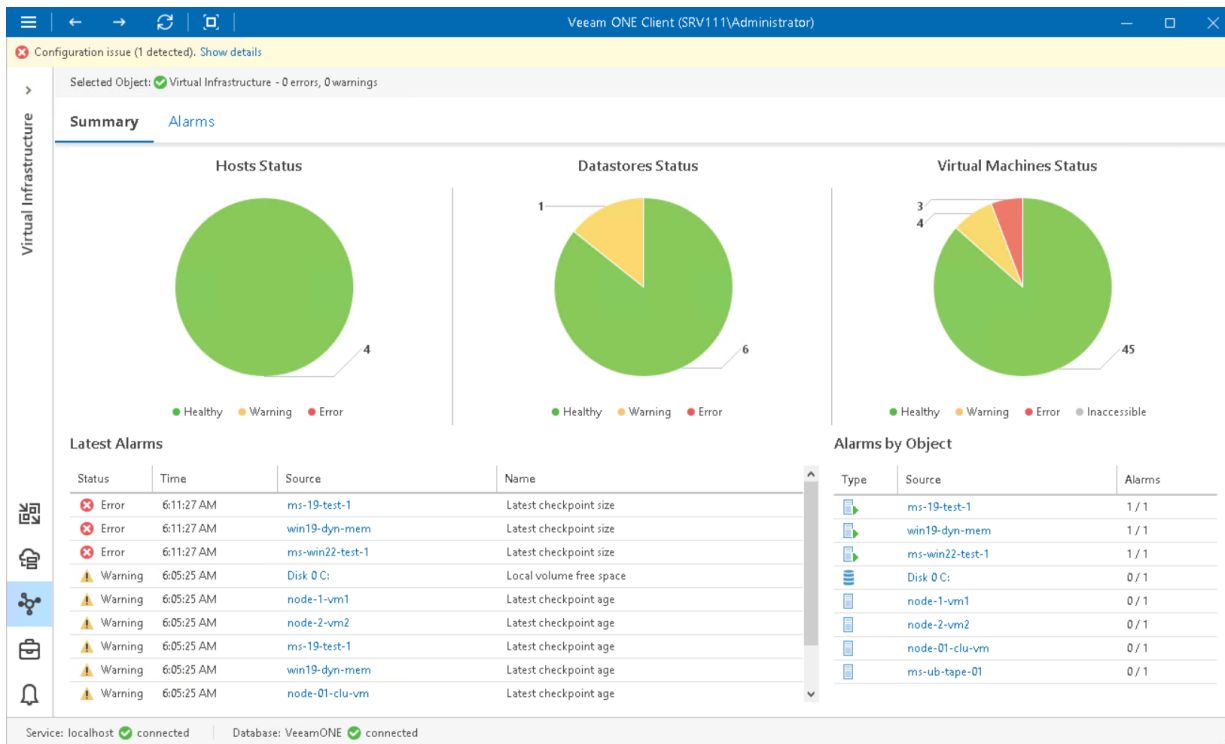 Veeam ONE Client (SRV111\Administrator)
Configuration issue (1 detected). Show details
Selected Object: Virtual Infrastructure - 0 errors, 0 warnings
Virtual Infrastructure
Summary Alarms
Hosts Status
4
Healthy Warning Error
Datastores Status
1
6
Healthy Warning Error
Virtual Machines Status
3
4
45
Healthy Warning Error Inaccessible
Latest Alarms
Status Time Source Name
Error 6:11:27 AM ms-19-test-1 Latest checkpoint size
Error 6:11:27 AM win19-dyn-mem Latest checkpoint size
Error 6:11:27 AM ms-win22-test-1 Latest checkpoint size
Warning 6:05:25 AM Disk 0 C: Local volume free space
Warning 6:05:25 AM node-1-vm1 Latest checkpoint age
Warning 6:05:25 AM node-2-vm2 Latest checkpoint age
Warning 6:05:25 AM ms-19-test-1 Latest checkpoint age
Warning 6:05:25 AM win19-dyn-mem Latest checkpoint age
Warning 6:05:25 AM node-01-clu-vm Latest checkpoint age
Alarms by Object
Type Source Alarms
ms-19-test-1 1 / 1
win19-dyn-mem 1 / 1
ms-win22-test-1 1 / 1
Disk 0 C: 0 / 1
node-1-vm1 0 / 1
node-2-vm2 0 / 1
node-01-clu-vm 0 / 1
ms-ub-tape-01 0 / 1
Service: localhost connected Database: VeeamONE connected